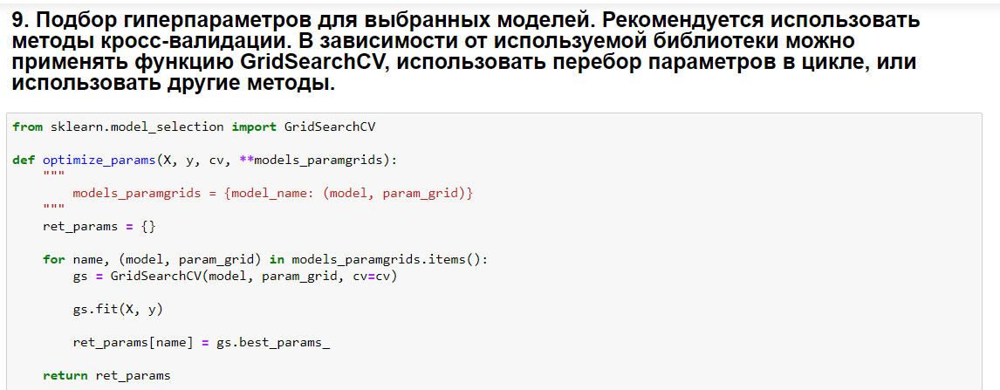 9. Подбор гиперпараметров для выбранных моделей. Рекомендуется использовать
методы кросс-валидации. В зависимости от используемой библиотеки можно
применять функцию GridSearchCV, использовать перебор параметров в цикле, или
использовать другие методы.
from sklearn.model_selection import GridSearchCV
def optimize_params(X, y, cv, **models_paramgrids):
    """
        models_paramgrids = {model_name: (model, param_grid)}
    """
    ret_params = {}
    for name, (model, param_grid) in models_paramgrids.items():
        gs = GridSearchCV(model, param_grid, cv=cv)
        gs.fit(X, y)
        ret_params[name] = gs.best_params_
    return ret_params